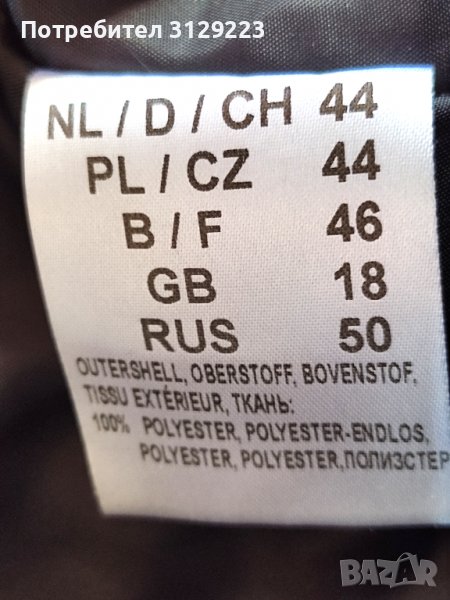 Потребител 3129223
NL / D / CH 44
PL / CZ 44
B / F 46
GB 18
RUS 50
OUTERSHELL, OBERSTOFF, BOVENSTOF,
TISSU EXTÉRIEUR, ТКАНЬ:
100% POLYESTER, POLYESTER-ENDLOS,
POLYESTER, POLYESTER,ПОЛИЭСТЕР
BAZAR